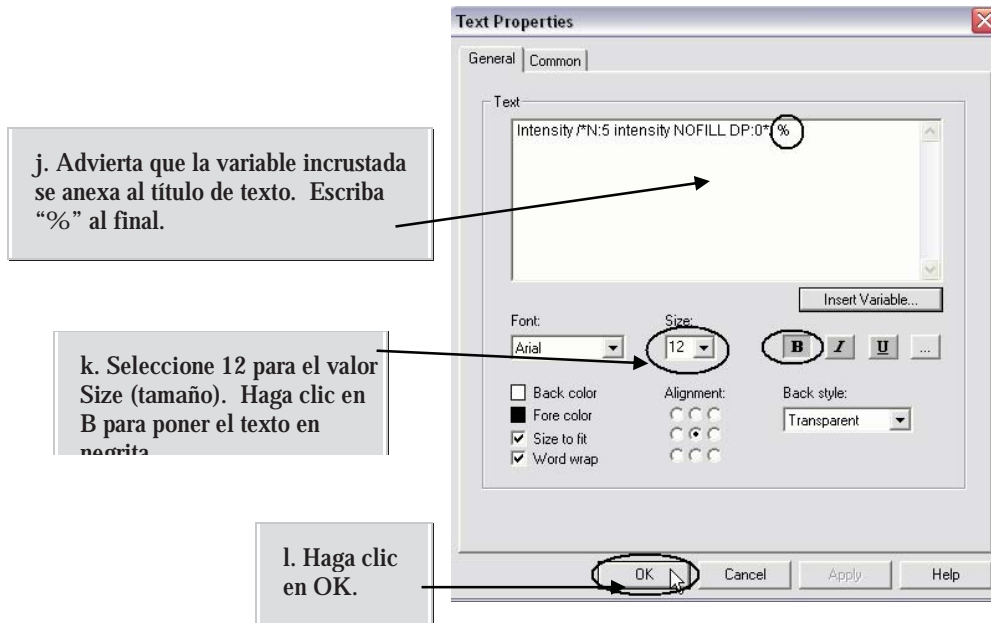 Text Properties
General Common
Text
Intensity /*N:5 intensity NOFILL DP:0* %
j. Advierta que la variable incrustada
se anexa al título de texto. Escriba
“%” al final.
Insert Variable...
Font:
Size:
Arial
12
B I U ...
k. Seleccione 12 para el valor
Size (tamaño). Haga clic en
B para poner el texto en
negrita
Back color
Fore color
Size to fit
Word wrap
Alignment:
Back style:
Transparent
l. Haga clic
en OK.
OK Cancel Apply Help